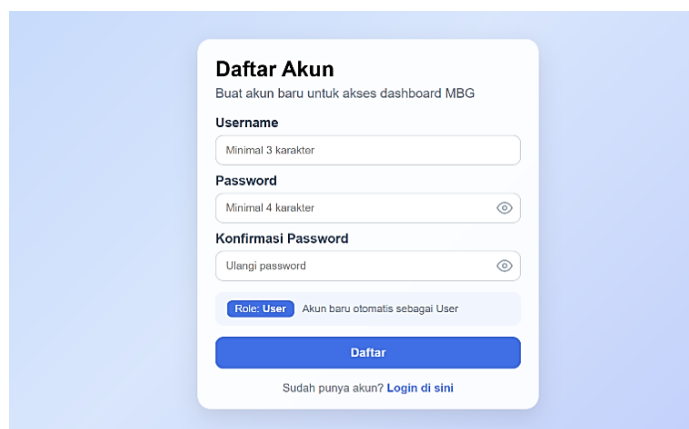 Daftar Akun
Buat akun baru untuk akses dashboard MBG
Username
Minimal 3 karakter
Password
Minimal 4 karakter
Konfirmasi Password
Ulangi password
Role: User Akun baru otomatis sebagai User
Daftar
Sudah punya akun? Login di sini